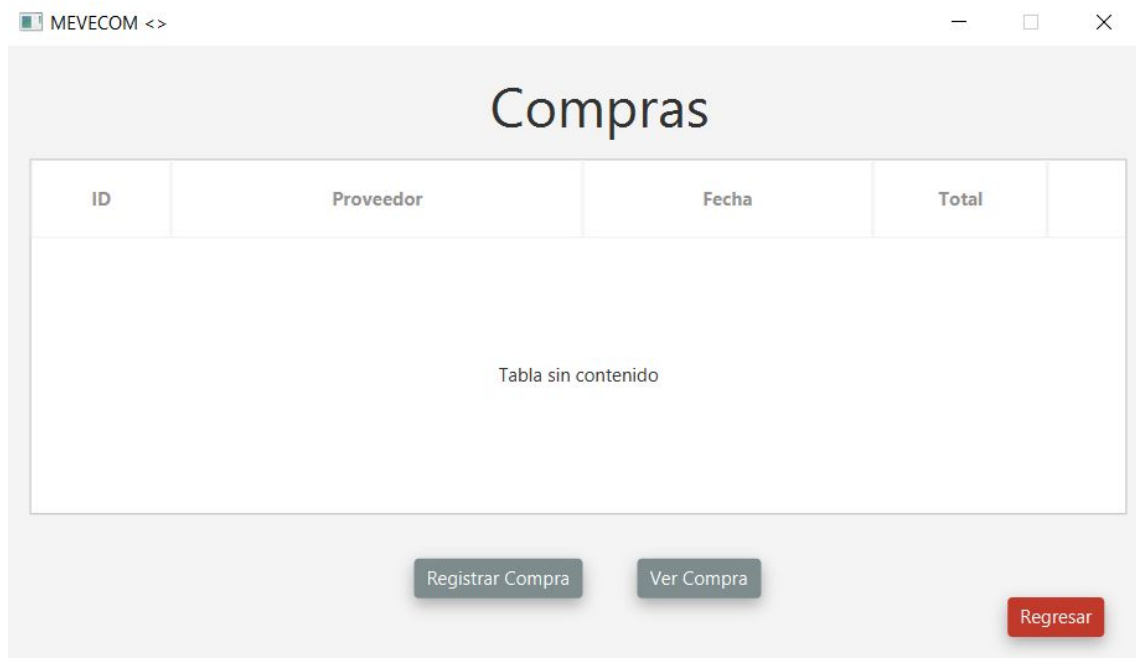 MEVECOM <>
Compras
ID Proveedor Fecha Total
Tabla sin contenido
Registrar Compra Ver Compra
Regresar